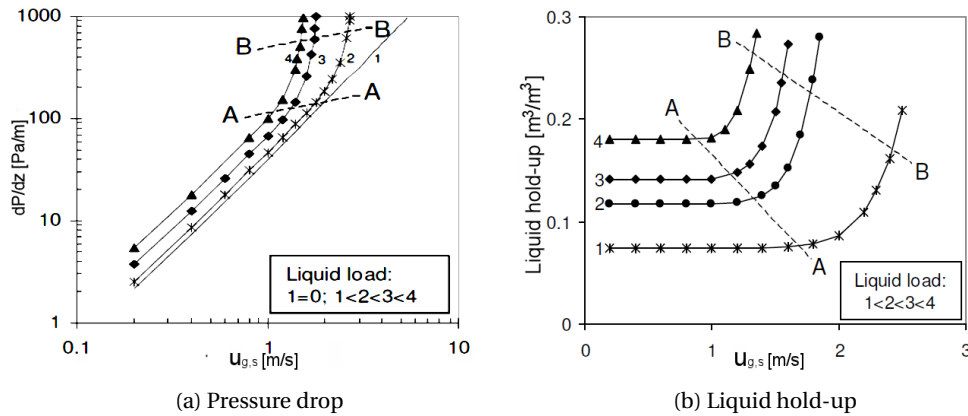 1000
100
10
1
0.1
1
10
dP/dz [Pa/m]
u g,s [m/s]
B
B
A
A
4
3
2
1
Liquid load:
1=0; 1<2<3<4
(a) Pressure drop
0.3
0.2
0.1
0
0
1
2
3
Liquid hold-up [m³/m³]
u g,s [m/s]
A
B
4
3
2
1
B
A
Liquid load:
1<2<3<4
(b) Liquid hold-up